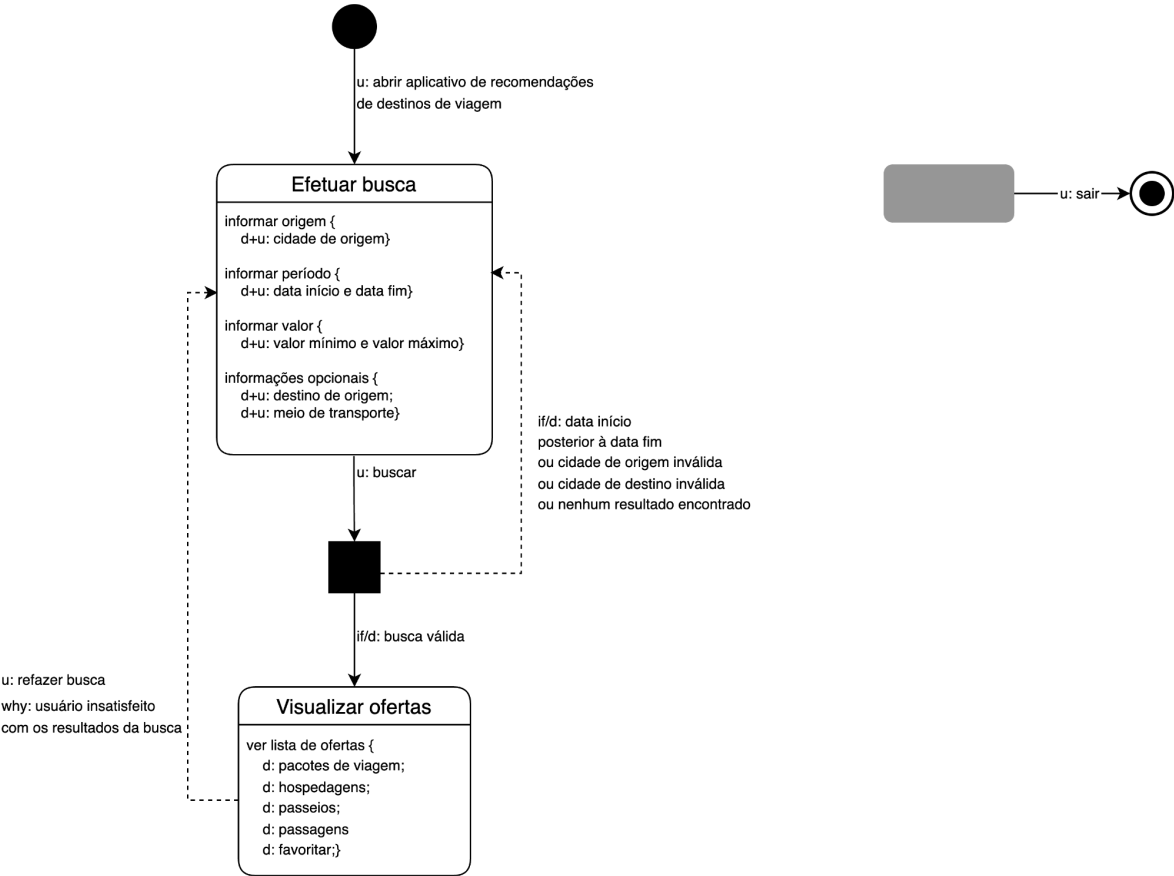 u: abrir aplicativo de recomendações
de destinos de viagem
Efetuar busca
informar origem {
d+u: cidade de origem}
informar período {
d+u: data início e data fim}
informar valor {
d+u: valor mínimo e valor máximo}
informações opcionais {
d+u: destino de origem;
d+u: meio de transporte}
u: sair
u: buscar
if/d: data início
posterior à data fim
ou cidade de origem inválida
ou cidade de destino inválida
ou nenhum resultado encontrado
if/d: busca válida
u: refazer busca
why: usuário insatisfeito
com os resultados da busca
Visualizar ofertas
ver lista de ofertas {
d: pacotes de viagem;
d: hospedagens;
d: passeios;
d: passagens
d: favoritar;}